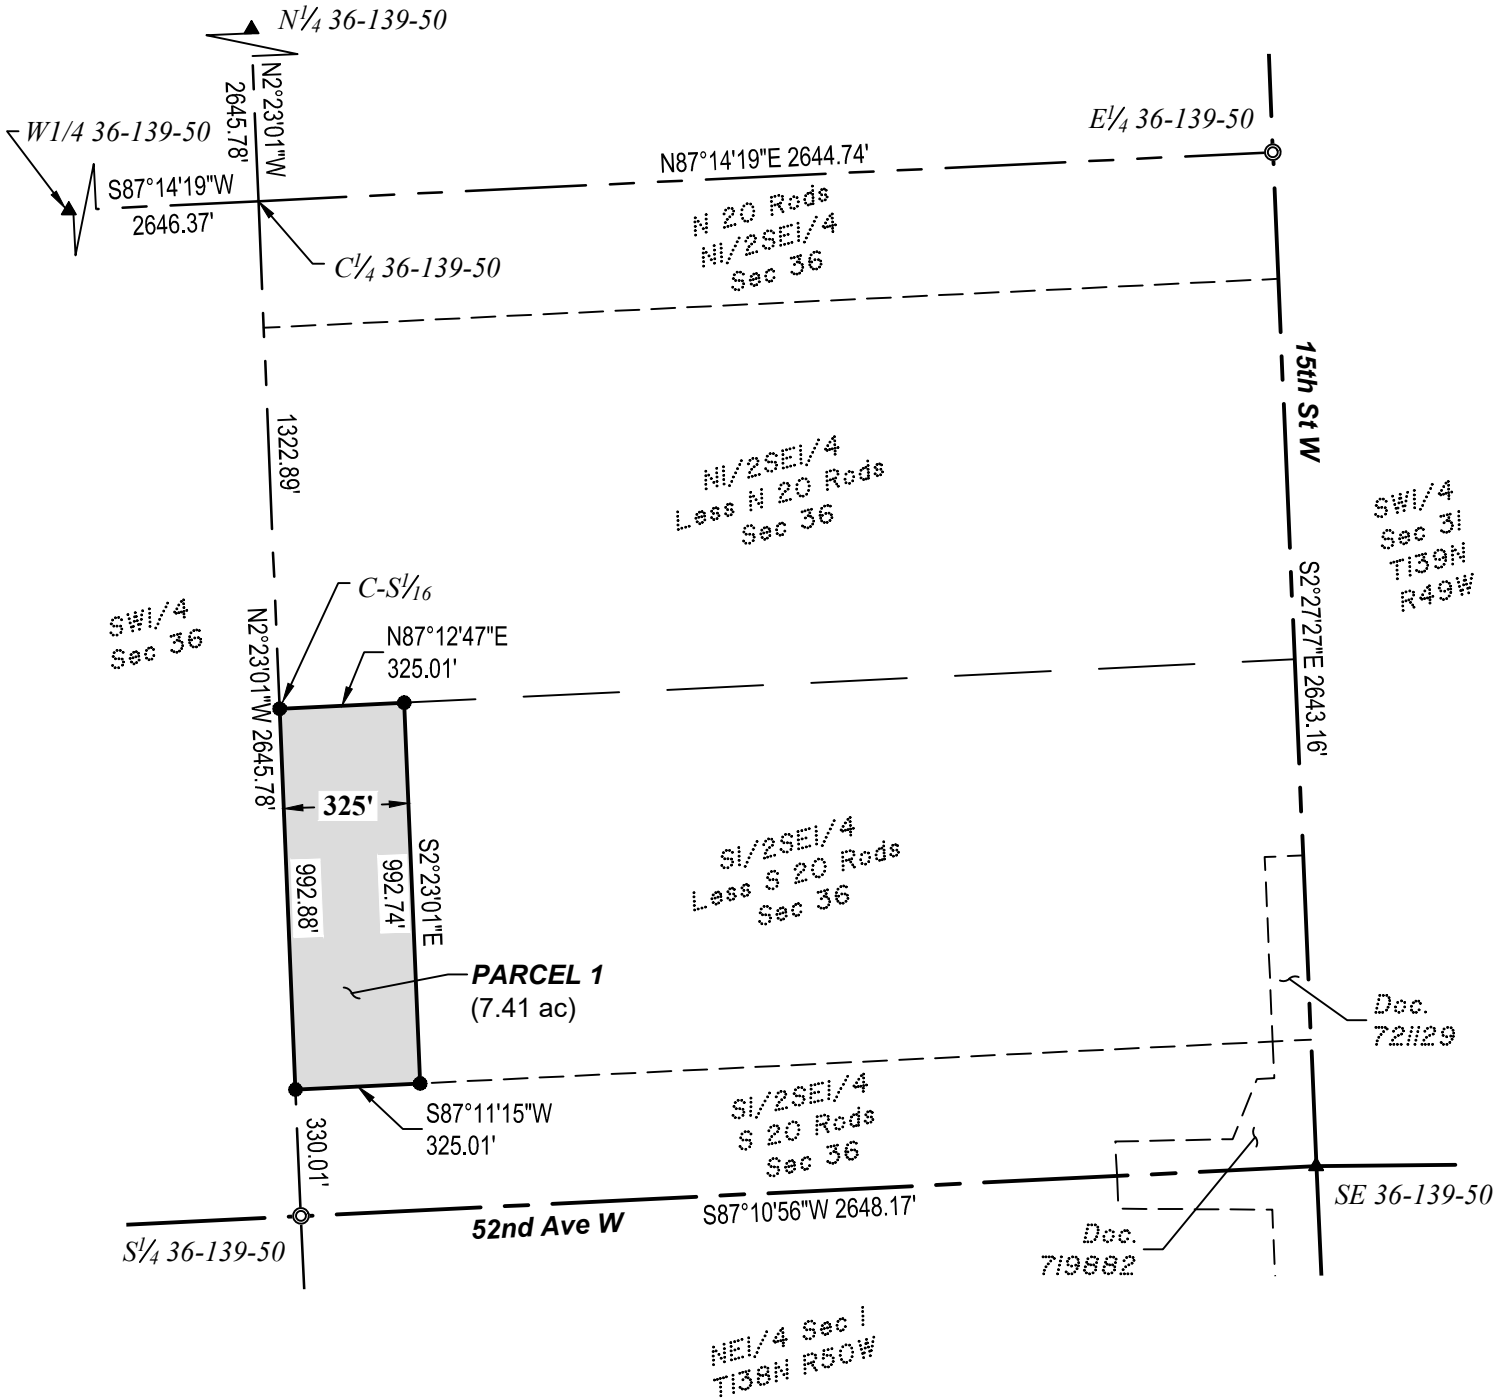 N1/4 36-139-50
N2°23'01"W
2645.78'
W1/4 36-139-50
S87°14'19"W
2646.37'
E1/4 36-139-50
N87°14'19"E 2644.74'
N 20 Rods
N1/2SE1/4
Sec 36
C1/4 36-139-50
15th St W
1322.89'
N1/2SE1/4
Less N 20 Rods
Sec 36
SW1/4
Sec 31
T139N
R49W
C-S1/16
SW1/4
Sec 36
N87°12'47"E
325.01'
N2°23'01"W 2645.78'
S2°27'27"E 2643.16'
325'
992.88'
992.74'
S2°23'01"E
S1/2SE1/4
Less S 20 Rods
Sec 36
PARCEL 1
(7.41 ac)
Doc.
721129
S87°11'15"W
325.01'
330.01'
S1/2SE1/4
S 20 Rods
Sec 36
SE 36-139-50
52nd Ave W
S87°10'56"W 2648.17'
S1/4 36-139-50
Doc.
719882
NE1/4 Sec 1
T138N R50W